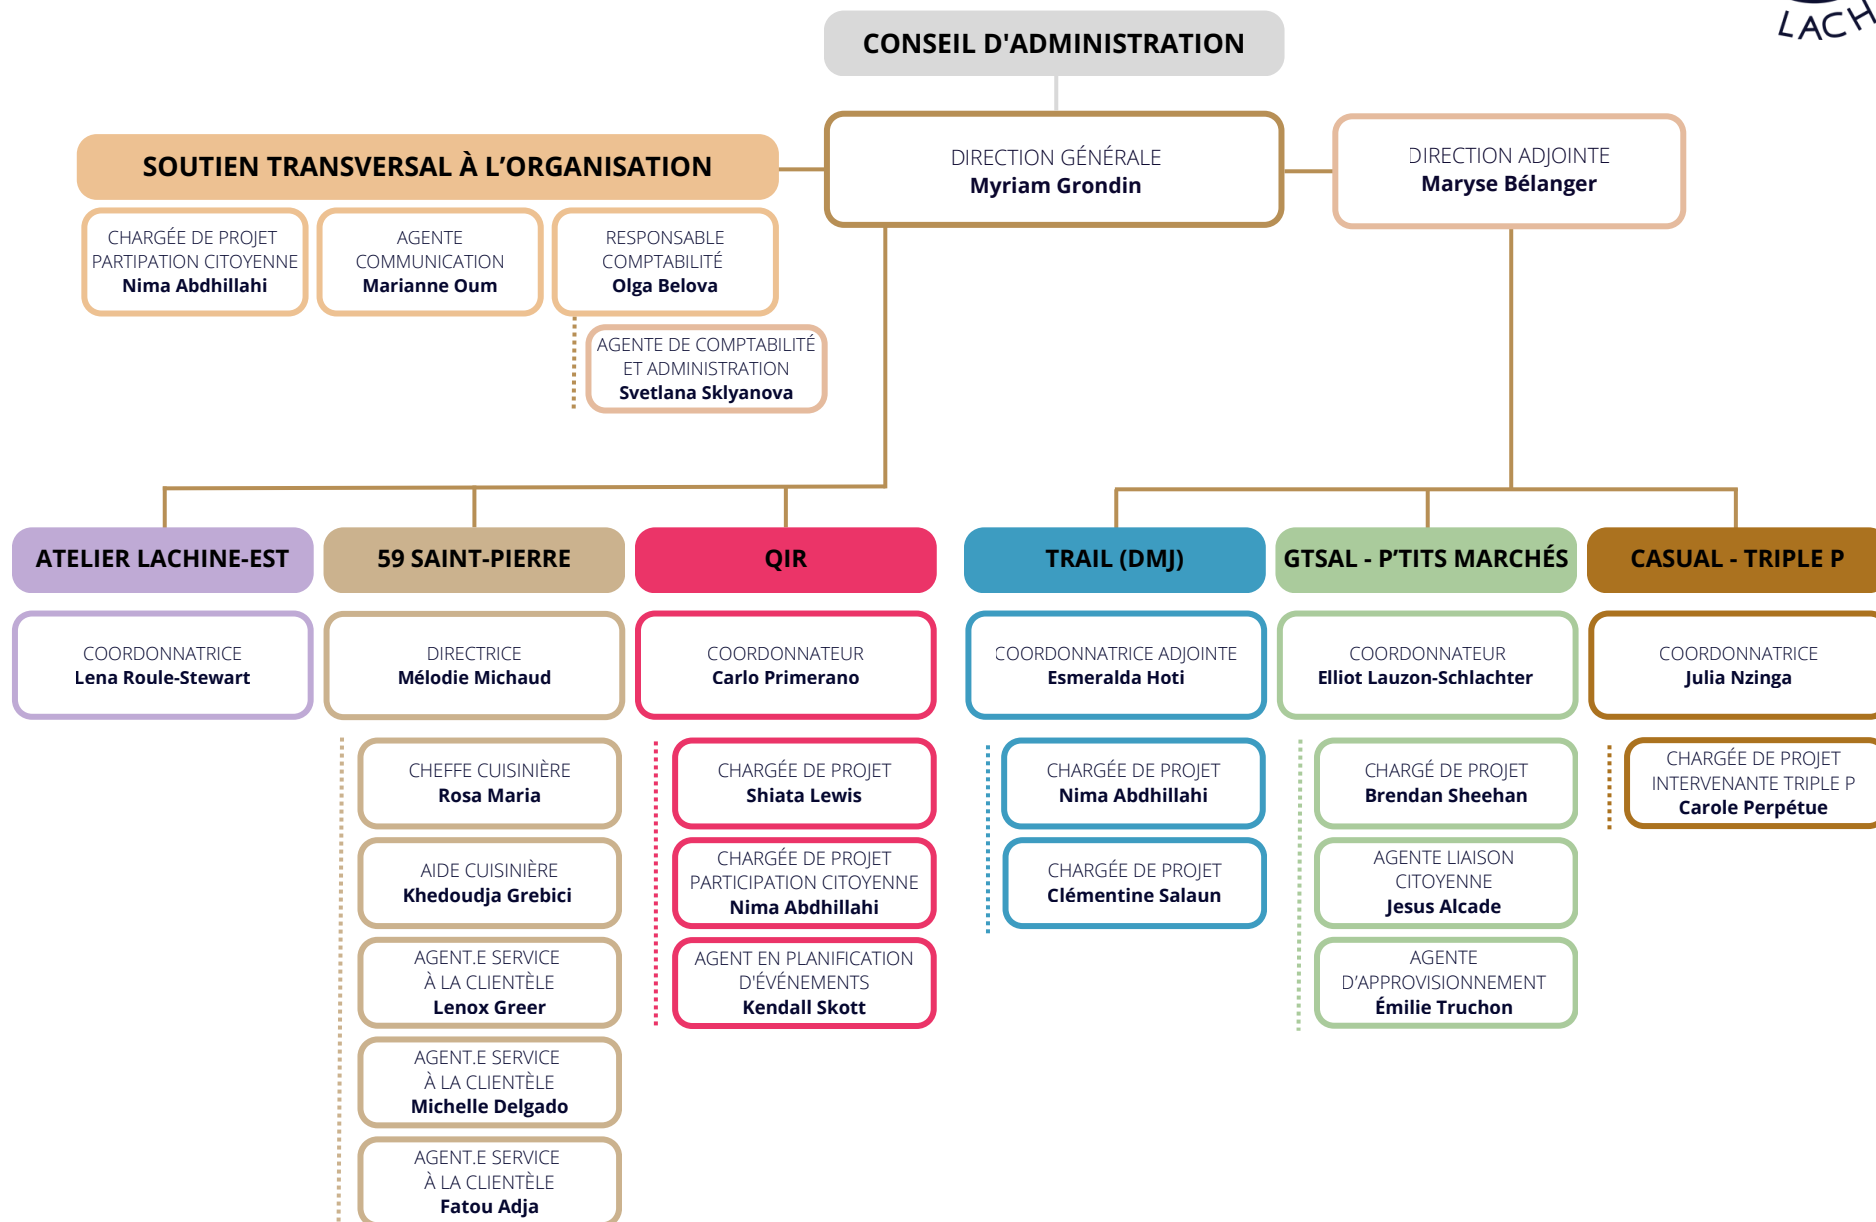 LACH
CONSEIL D'ADMINISTRATION
DIRECTION GÉNÉRALE
Myriam Grondin
DIRECTION ADJOINTE
Maryse Bélanger
SOUTIEN TRANSVERSAL À L’ORGANISATION
CHARGÉE DE PROJET
PARTIPATION CITOYENNE
Nima Abdhillahi
AGENTE
COMMUNICATION
Marianne Oum
RESPONSABLE
COMPTABILITÉ
Olga Belova
AGENTE DE COMPTABILITÉ
ET ADMINISTRATION
Svetlana Sklyanova
ATELIER LACHINE-EST
COORDONNATRICE
Lena Roule-Stewart
59 SAINT-PIERRE
DIRECTRICE
Mélodie Michaud
CHEFFE CUISINIÈRE
Rosa Maria
AIDE CUISINIÈRE
Khedoudja Grebici
AGENT.E SERVICE
À LA CLIENTÈLE
Lenox Greer
AGENT.E SERVICE
À LA CLIENTÈLE
Michelle Delgado
AGENT.E SERVICE
À LA CLIENTÈLE
Fatou Adja
QIR
COORDONNATEUR
Carlo Primerano
CHARGÉE DE PROJET
Shiata Lewis
CHARGÉE DE PROJET
PARTICIPATION CITOYENNE
Nima Abdhillahi
AGENT EN PLANIFICATION
D'ÉVÉNEMENTS
Kendall Skott
TRAIL (DMJ)
COORDONNATRICE ADJOINTE
Esmeralda Hoti
CHARGÉE DE PROJET
Nima Abdhillahi
CHARGÉE DE PROJET
Clémentine Salaun
GTSAL - P'TITS MARCHÉS
COORDONNATEUR
Elliot Lauzon-Schlachter
CHARGÉ DE PROJET
Brendan Sheehan
AGENTE LIAISON
CITOYENNE
Jesus Alcade
AGENTE
D’APPROVISIONNEMENT
Émilie Truchon
CASUAL - TRIPLE P
COORDONNATRICE
Julia Nzinga
CHARGÉE DE PROJET
INTERVENANTE TRIPLE P
Carole Perpétue